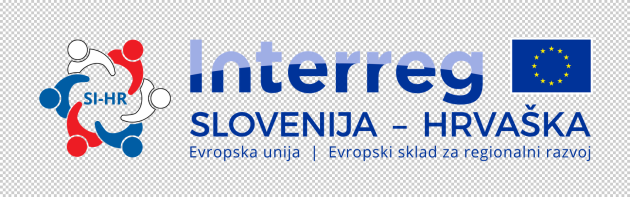 SI-HR
Interreg
SLOVENIJA – HRVAŠKA
Evropska unija | Evropski sklad za regionalni razvoj